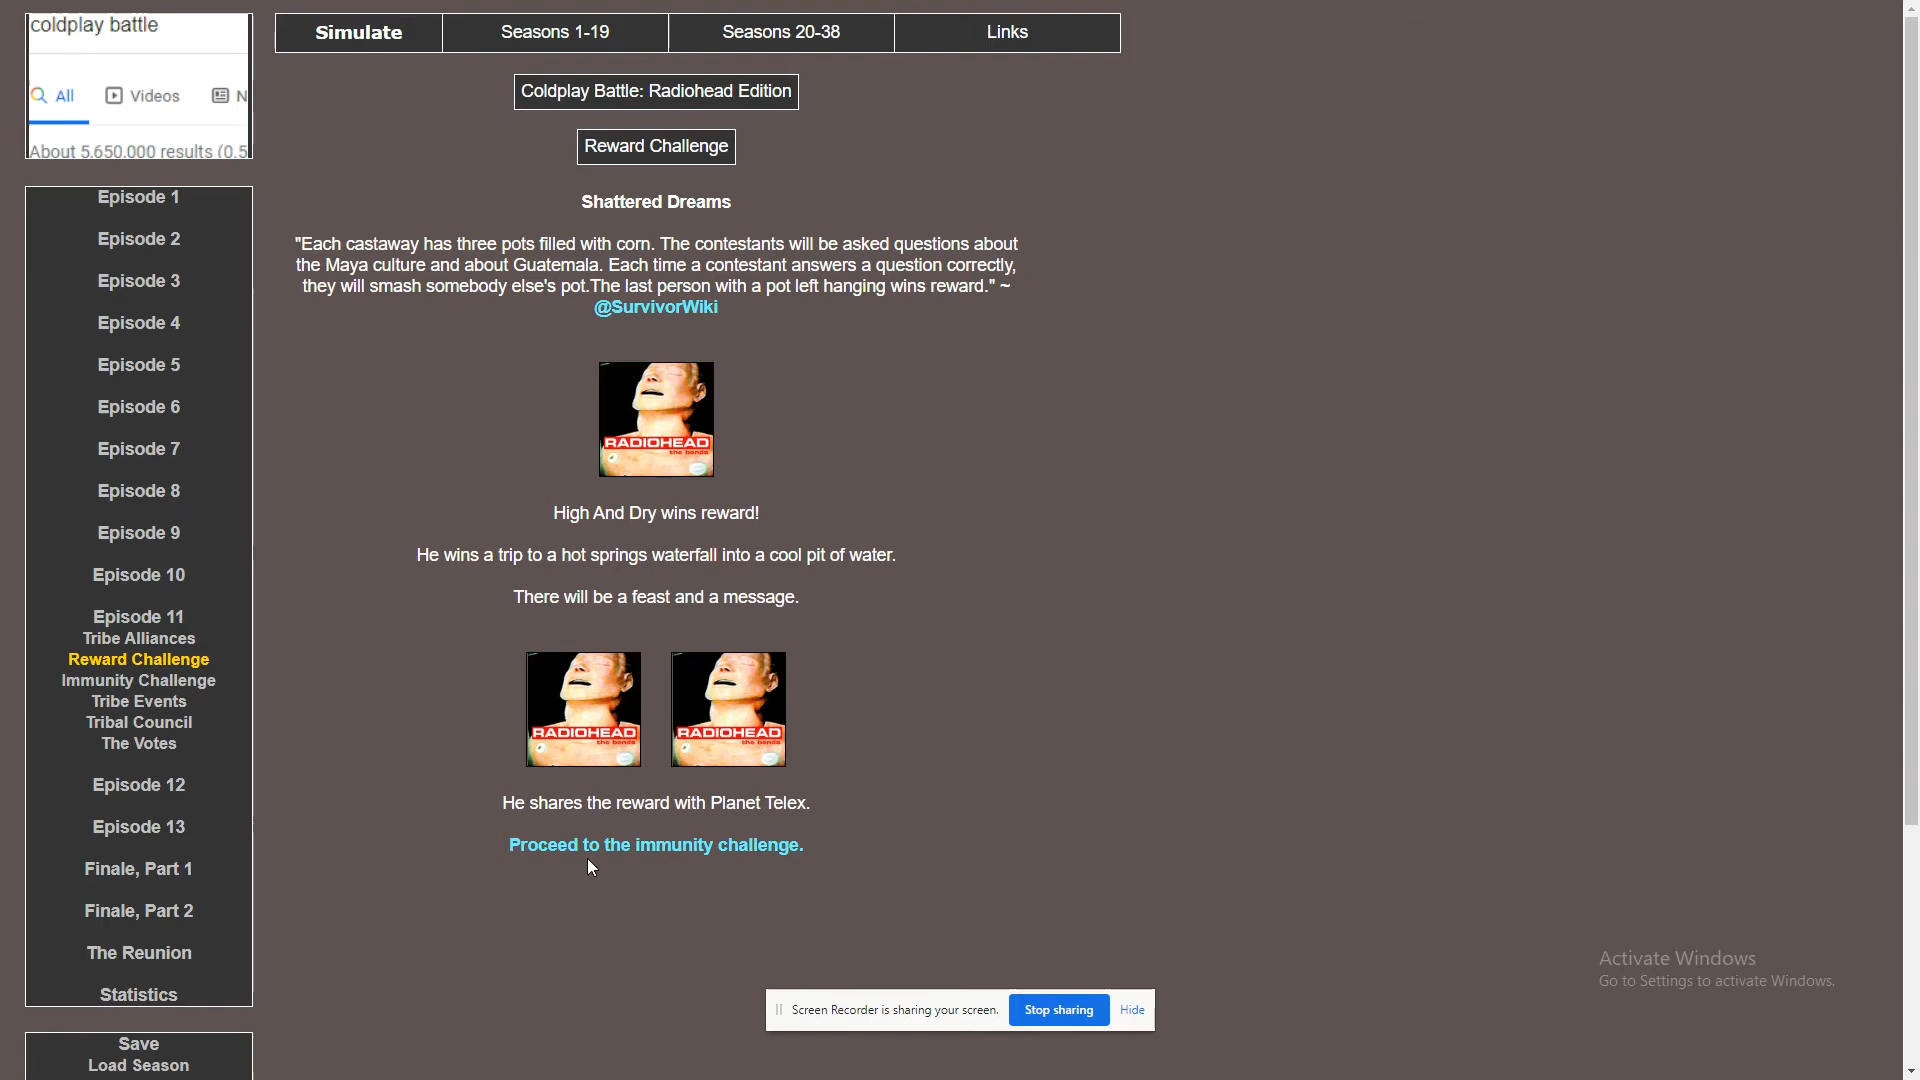 coldplay battle
All
Videos
N
About 5,650,000 results (0.5
Simulate
Seasons 1-19
Seasons 20-38
Links
Coldplay Battle: Radiohead Edition
Reward Challenge
Shattered Dreams
"Each castaway has three pots filled with corn. The contestants will be asked questions about
the Maya culture and about Guatemala. Each time a contestant answers a question correctly,
they will smash somebody else's pot.The last person with a pot left hanging wins reward." ~
@SurvivorWiki
RADIOHEAD
the bends
High And Dry wins reward!
He wins a trip to a hot springs waterfall into a cool pit of water.
There will be a feast and a message.
RADIOHEAD
the bends
RADIOHEAD
the bends
He shares the reward with Planet Telex.
Proceed to the immunity challenge.
Episode 1
Episode 2
Episode 3
Episode 4
Episode 5
Episode 6
Episode 7
Episode 8
Episode 9
Episode 10
Episode 11
Tribe Alliances
Reward Challenge
Immunity Challenge
Tribe Events
Tribal Council
The Votes
Episode 12
Episode 13
Finale, Part 1
Finale, Part 2
The Reunion
Statistics
Save
Load Season
Activate Windows
Go to Settings to activate Windows.
Screen Recorder is sharing your screen.
Stop sharing
Hide